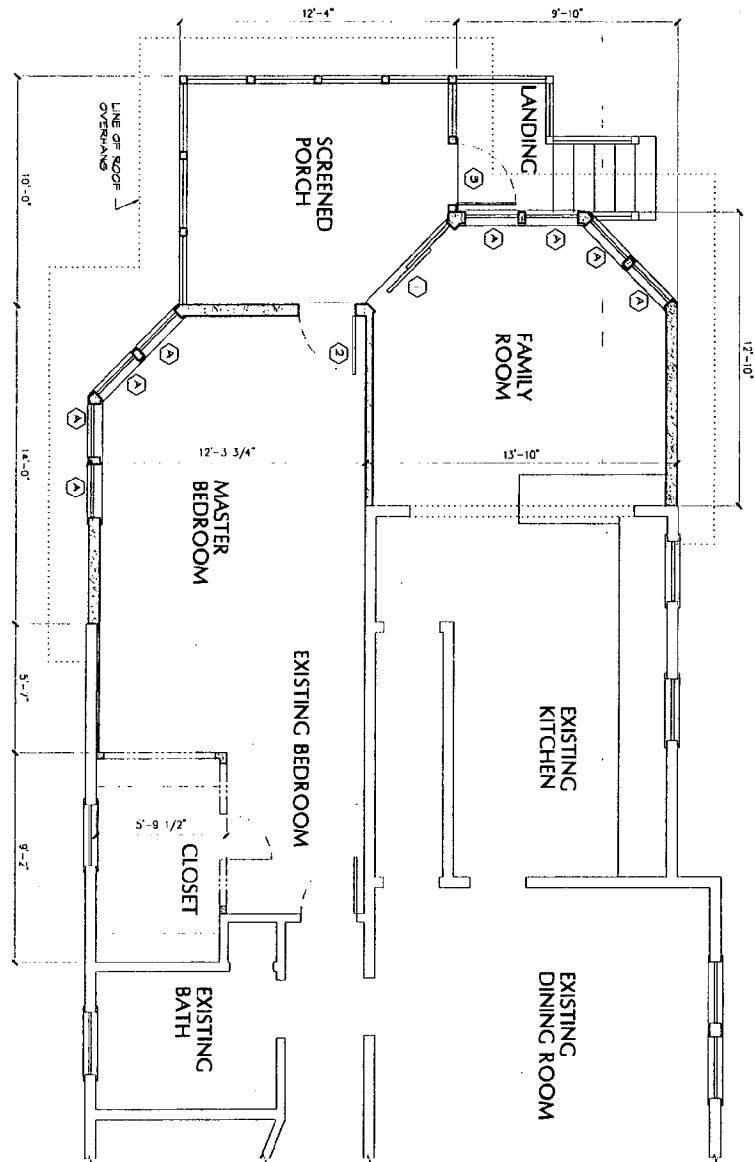 12'-4"
9'-10"
LINE OF ROOF
OVERHANG
LANDING
SCREENED
PORCH
3
10'-0"
A
A
A
A
1
12'-10"
FAMILY
ROOM
2
A
A
A
A
14'-0"
12'-3 3/4"
13'-10"
MASTER
BEDROOM
EXISTING BEDROOM
EXISTING
KITCHEN
5'-7"
5'-9 1/2"
CLOSET
9'-2"
EXISTING
BATH
EXISTING
DINING ROOM